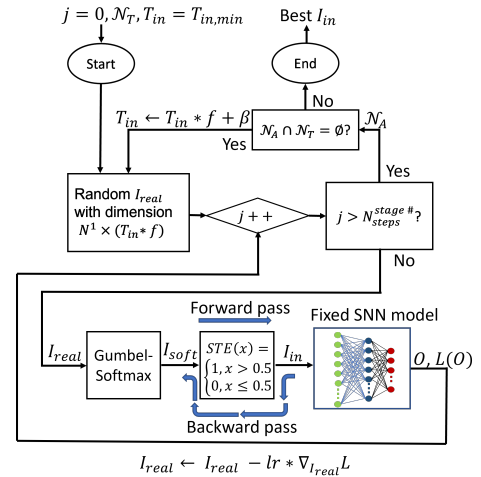 j = 0, 𝒩_T, T_in = T_in,min
Best I_in
Start
End
No
T_in ← T_in * f + β
Yes
𝒩_A ∩ 𝒩_T = ∅?
𝒩_A
Random I_real
with dimension
N^1 × (T_in * f)
j + +
Yes
j > N_steps^stage #?
No
Forward pass
Fixed SNN model
I_real
Gumbel-
Softmax
I_soft
STE(x) =
{1, x > 0.5
0, x ≤ 0.5
I_in
O, L(O)
Backward pass
I_real ← I_real − lr * ∇_{I_real} L